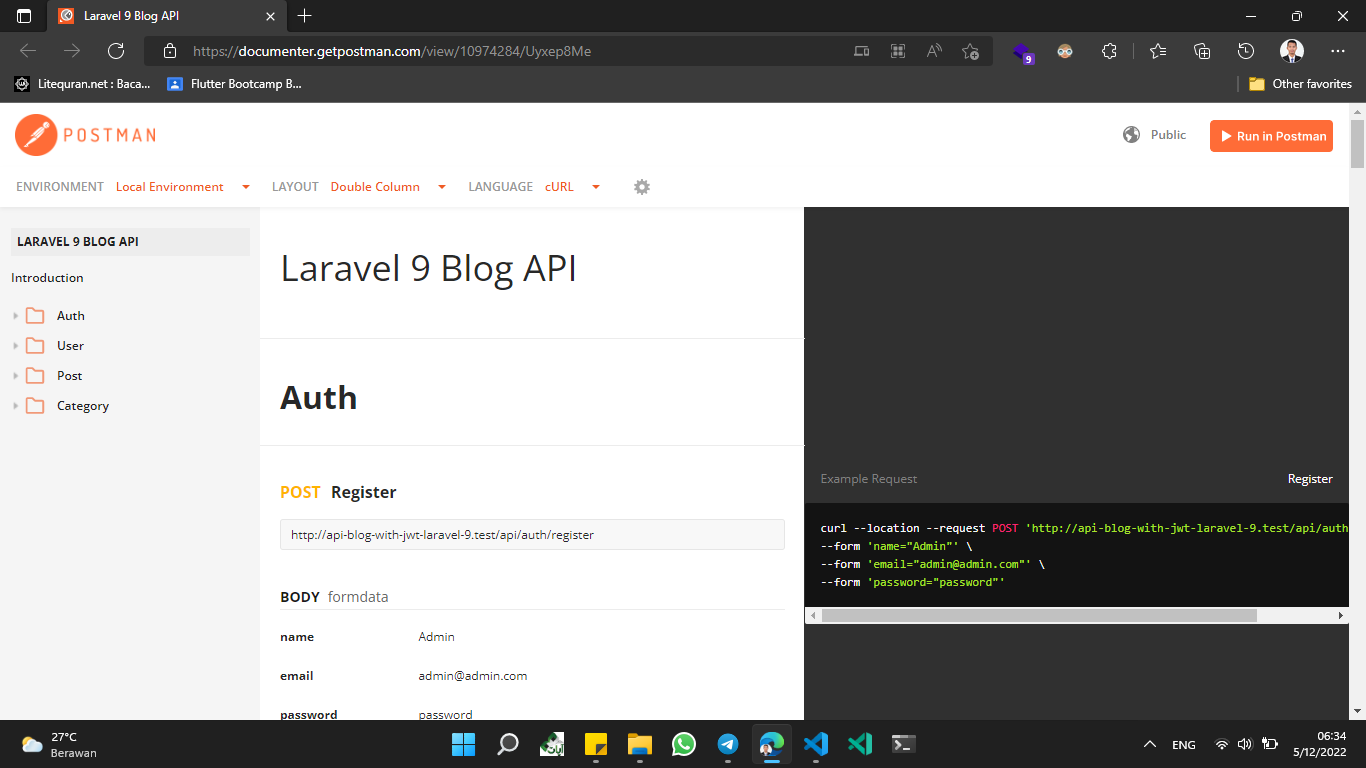 Laravel 9 Blog API
https://documenter.getpostman.com/view/10974284/Uyxep8Me
9
Litequran.net : Baca...
Flutter Bootcamp B...
Other favorites
POSTMAN
Public
Run in Postman
ENVIRONMENT Local Environment LAYOUT Double Column LANGUAGE cURL
LARAVEL 9 BLOG API
Introduction
Auth
User
Post
Category
Laravel 9 Blog API
Auth
POST Register
http://api-blog-with-jwt-laravel-9.test/api/auth/register
BODY formdata
name Admin
email admin@admin.com
password password
Example Request Register
curl --location --request POST 'http://api-blog-with-jwt-laravel-9.test/api/auth
--form 'name="Admin"' \
--form 'email="admin@admin.com"' \
--form 'password="password"'
27°C
Berawan
ENG
06:34
5/12/2022